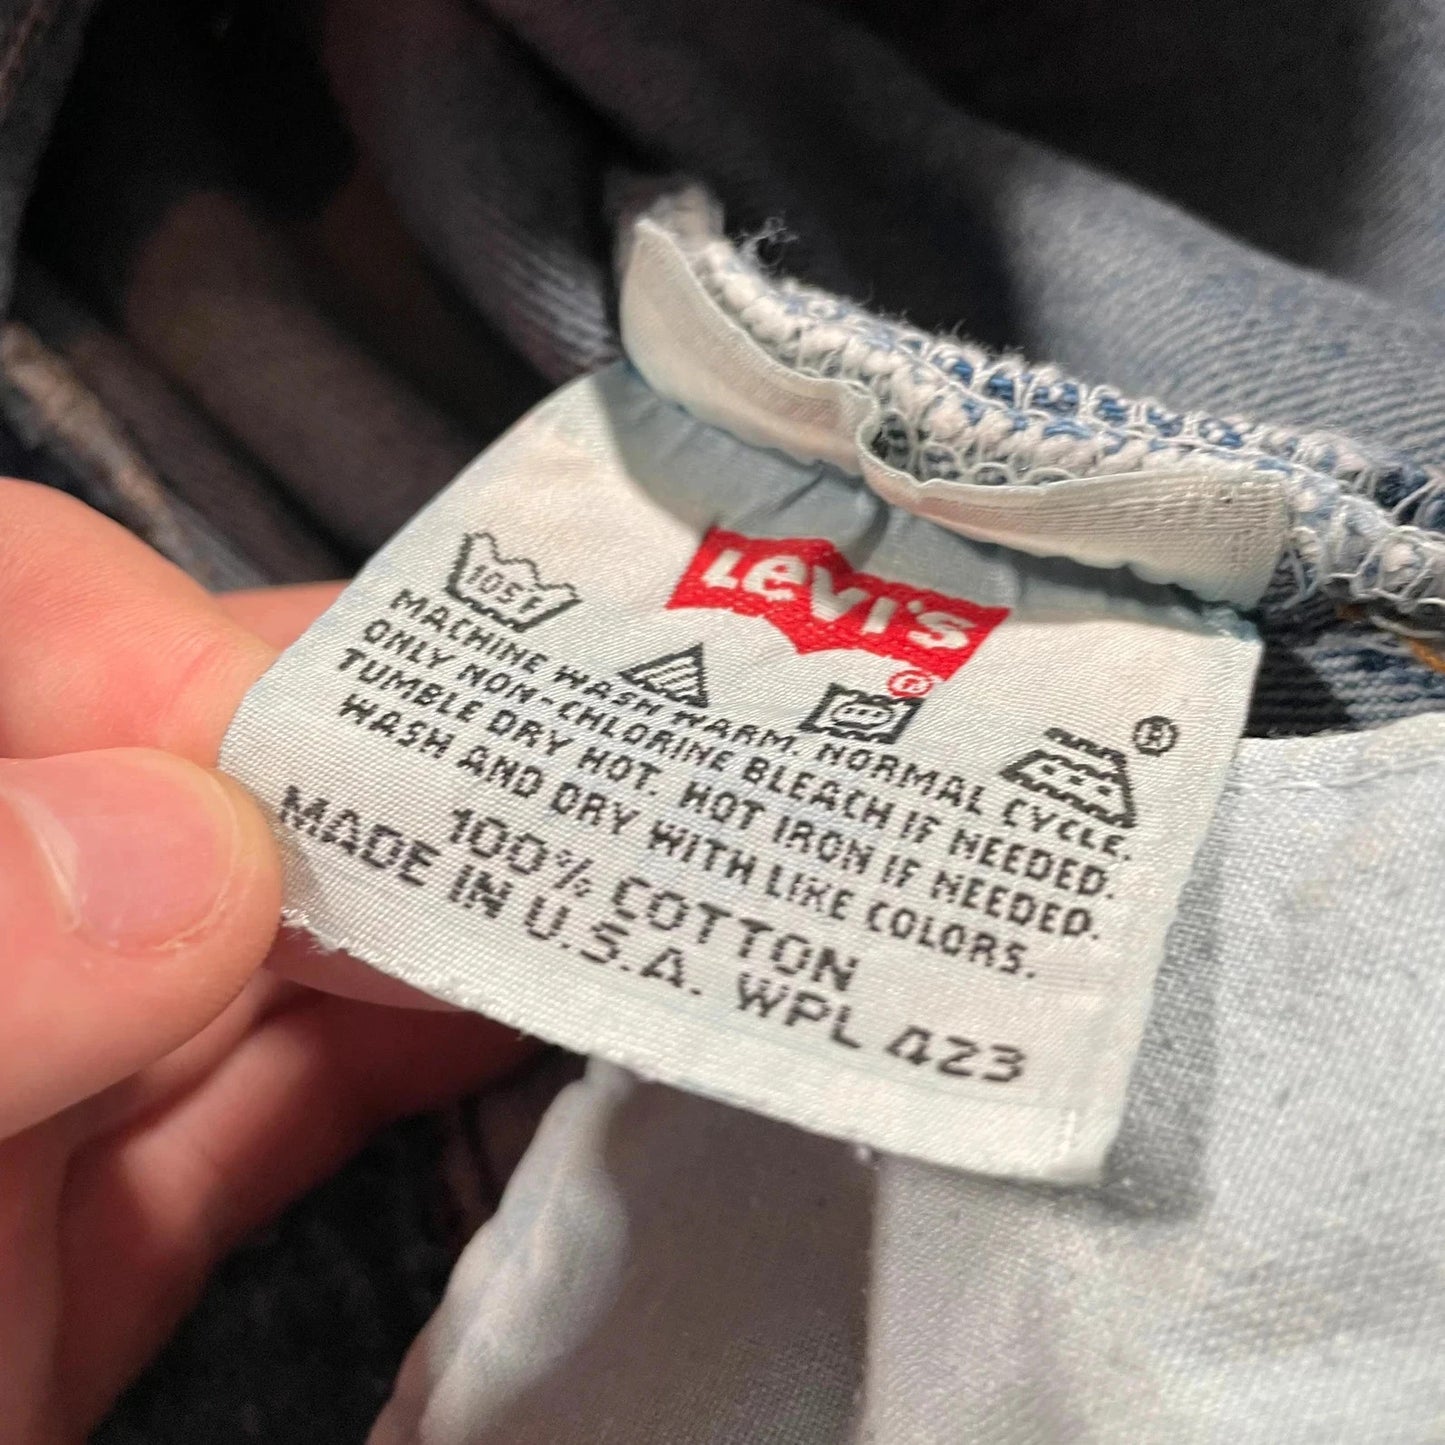 Levi's
®
105F
®
MACHINE WASH WARM. NORMAL CYCLE.
ONLY NON-CHLORINE BLEACH IF NEEDED.
TUMBLE DRY HOT. HOT IRON IF NEEDED.
WASH AND DRY WITH LIKE COLORS.
100% COTTON
MADE IN U.S.A. WPL 423